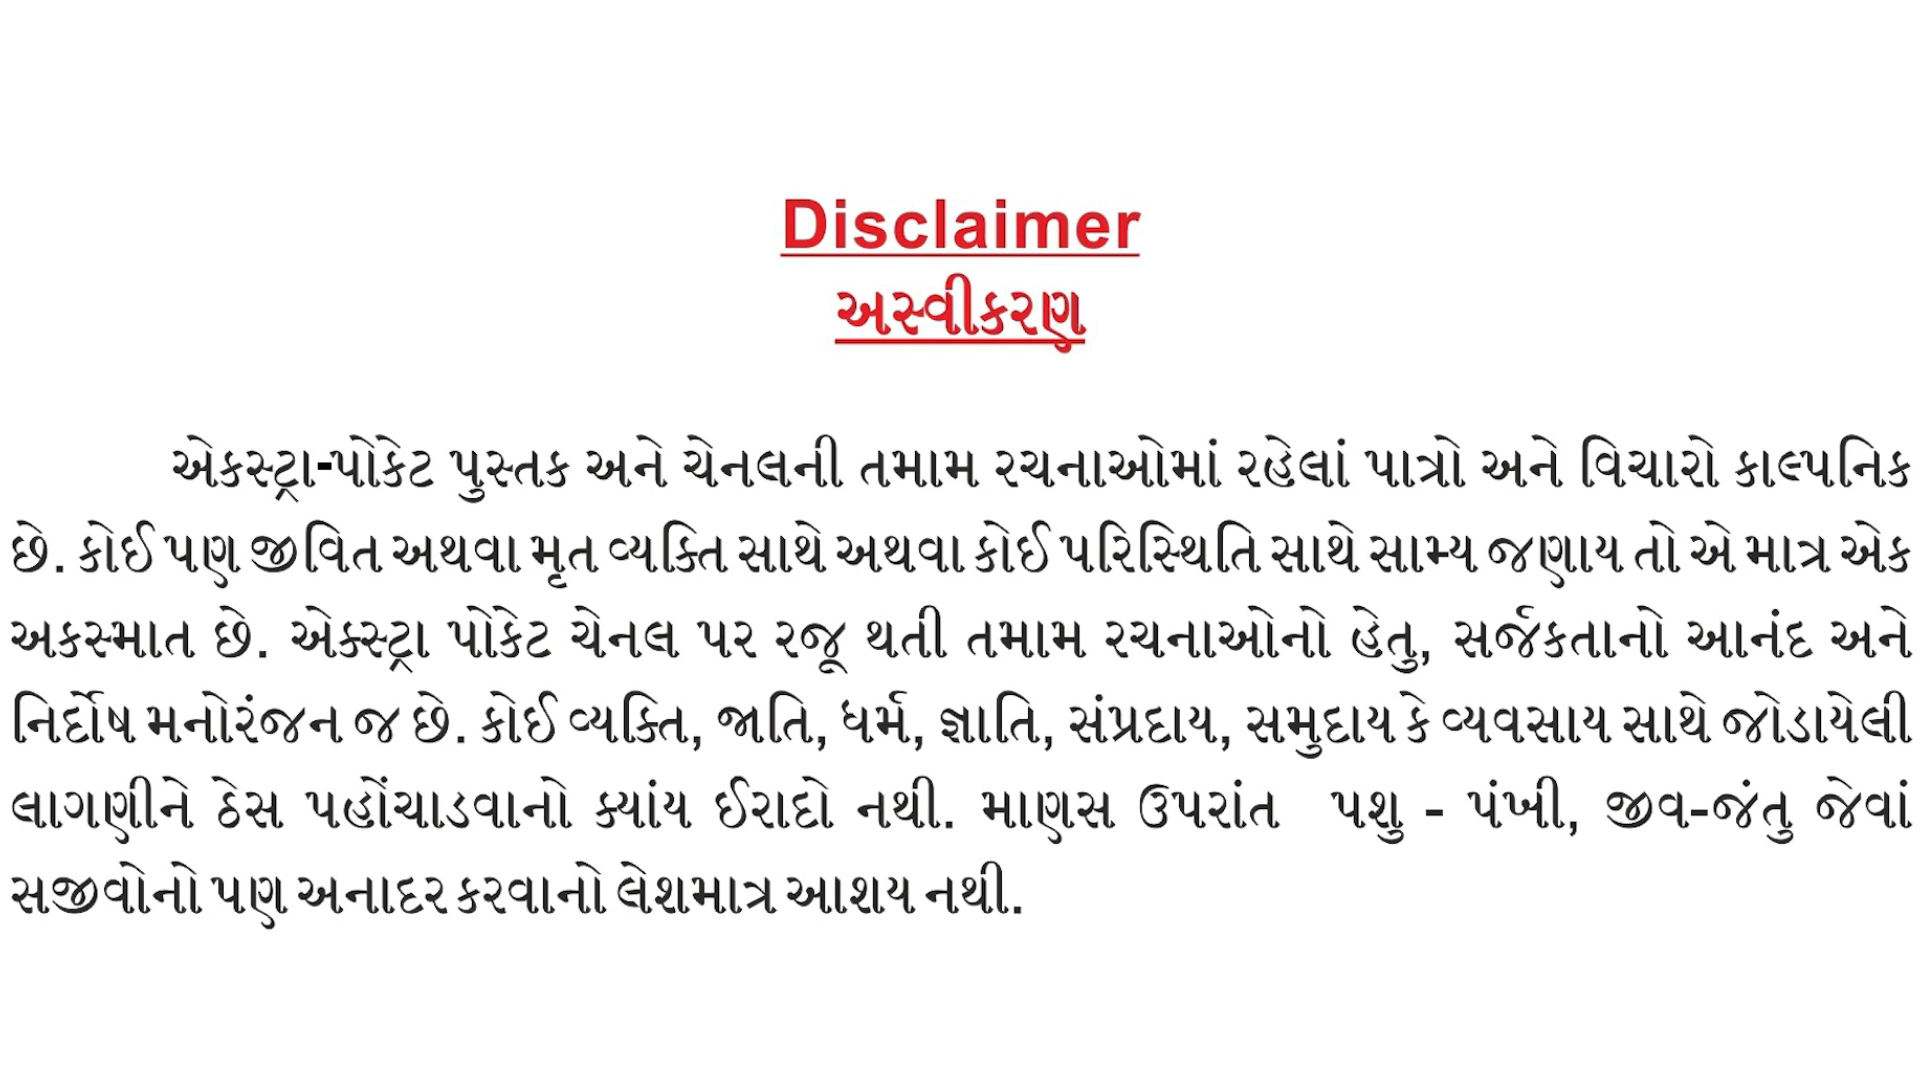 Disclaimer
અસ્વીકરણ
એકસ્ટ્રા-પોકેટ પુસ્તક અને ચેનલની તમામ રચનાઓમાં રહેલાં પાત્રો અને વિચારો કાલ્પનિક
છે. કોઈ પણ જીવિત અથવા મૃત વ્યક્તિ સાથે અથવા કોઈ પરિસ્થિતિ સાથે સામ્ય જણાય તો એ માત્ર એક
અકસ્માત છે. એક્સ્ટ્રા પોકેટ ચેનલ પર રજૂ થતી તમામ રચનાઓનો હેતુ, સર્જકતાનો આનંદ અને
નિર્દોષ મનોરંજન જ છે. કોઈ વ્યક્તિ, જાતિ, ધર્મ, જ્ઞાતિ, સંપ્રદાય, સમુદાય કે વ્યવસાય સાથે જોડાયેલી
લાગણીને ઠેસ પહોંચાડવાનો ક્યાંય ઈરાદો નથી. માણસ ઉપરાંત પશુ - પંખી, જીવ-જંતુ જેવાં
સજીવોનો પણ અનાદર કરવાનો લેશમાત્ર આશય નથી.